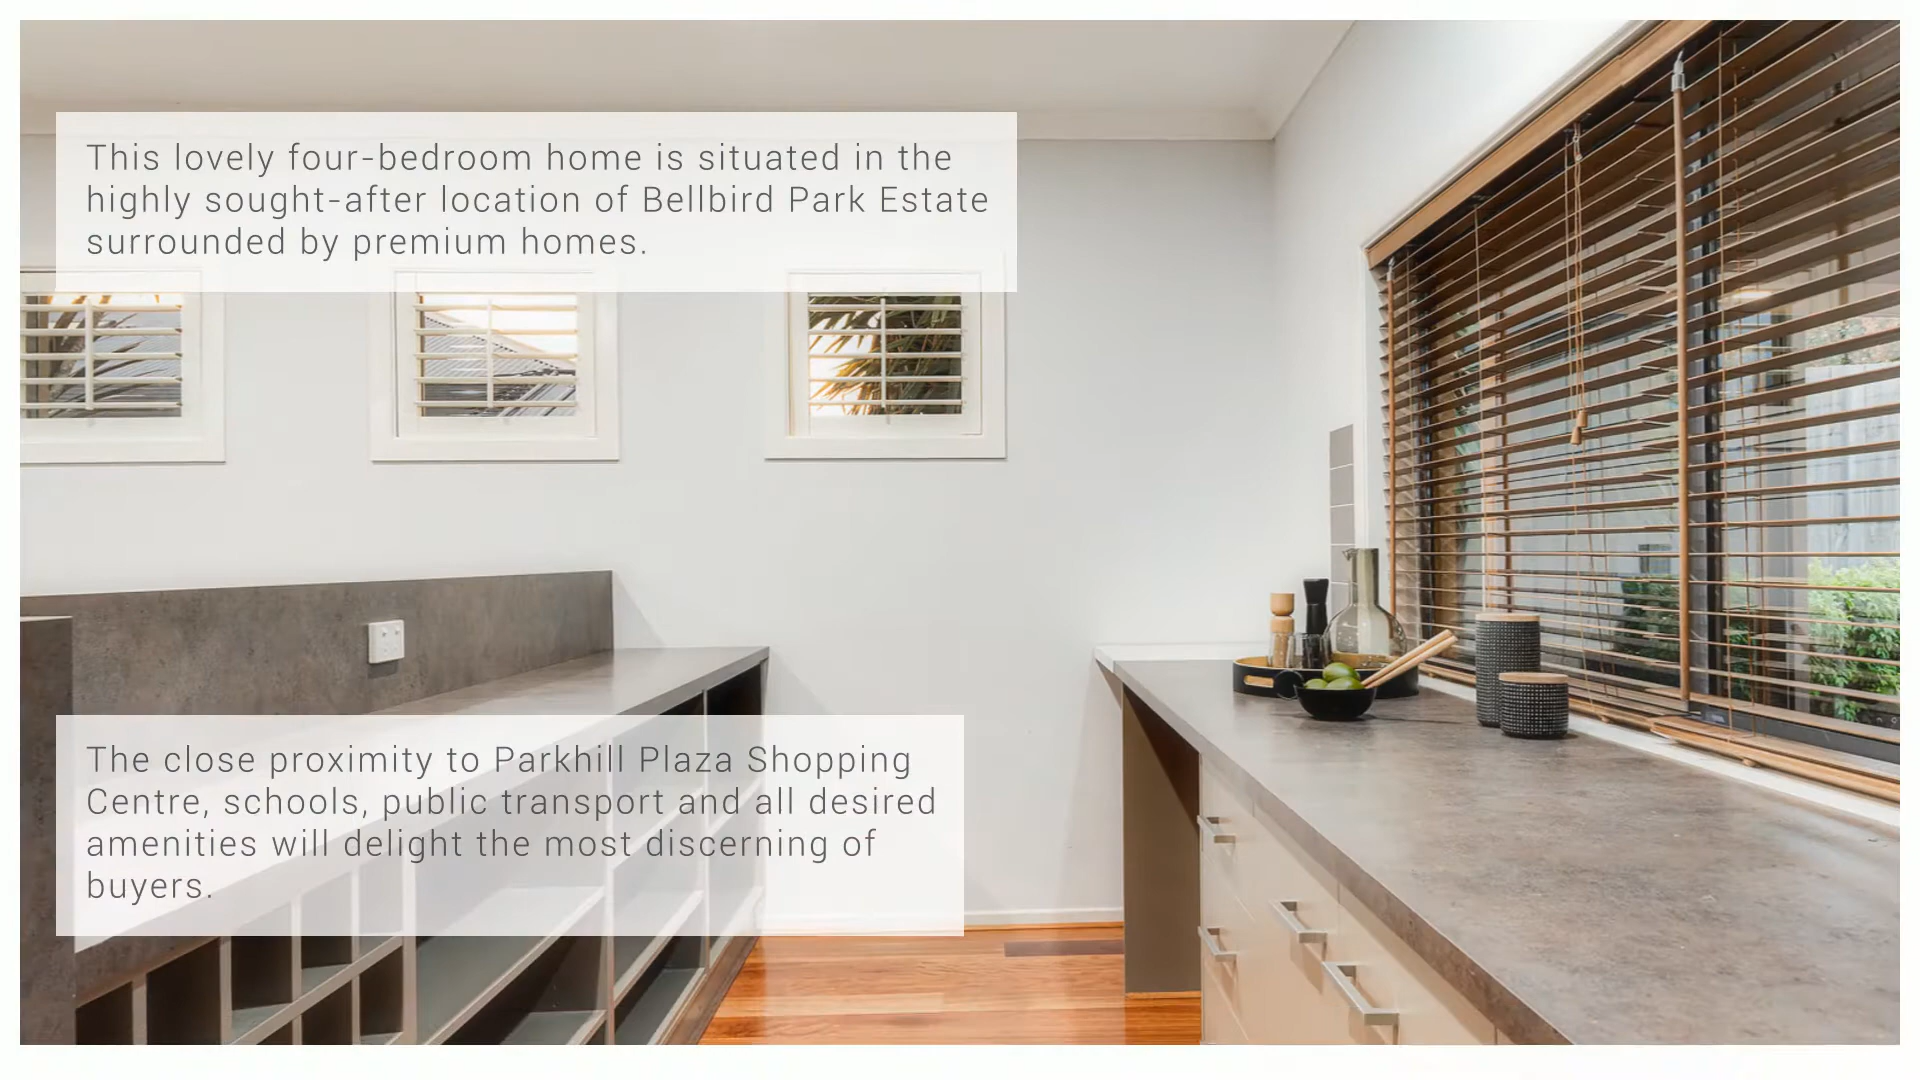 This lovely four-bedroom home is situated in the
highly sought-after location of Bellbird Park Estate
surrounded by premium homes.
The close proximity to Parkhill Plaza Shopping
Centre, schools, public transport and all desired
amenities will delight the most discerning of
buyers.